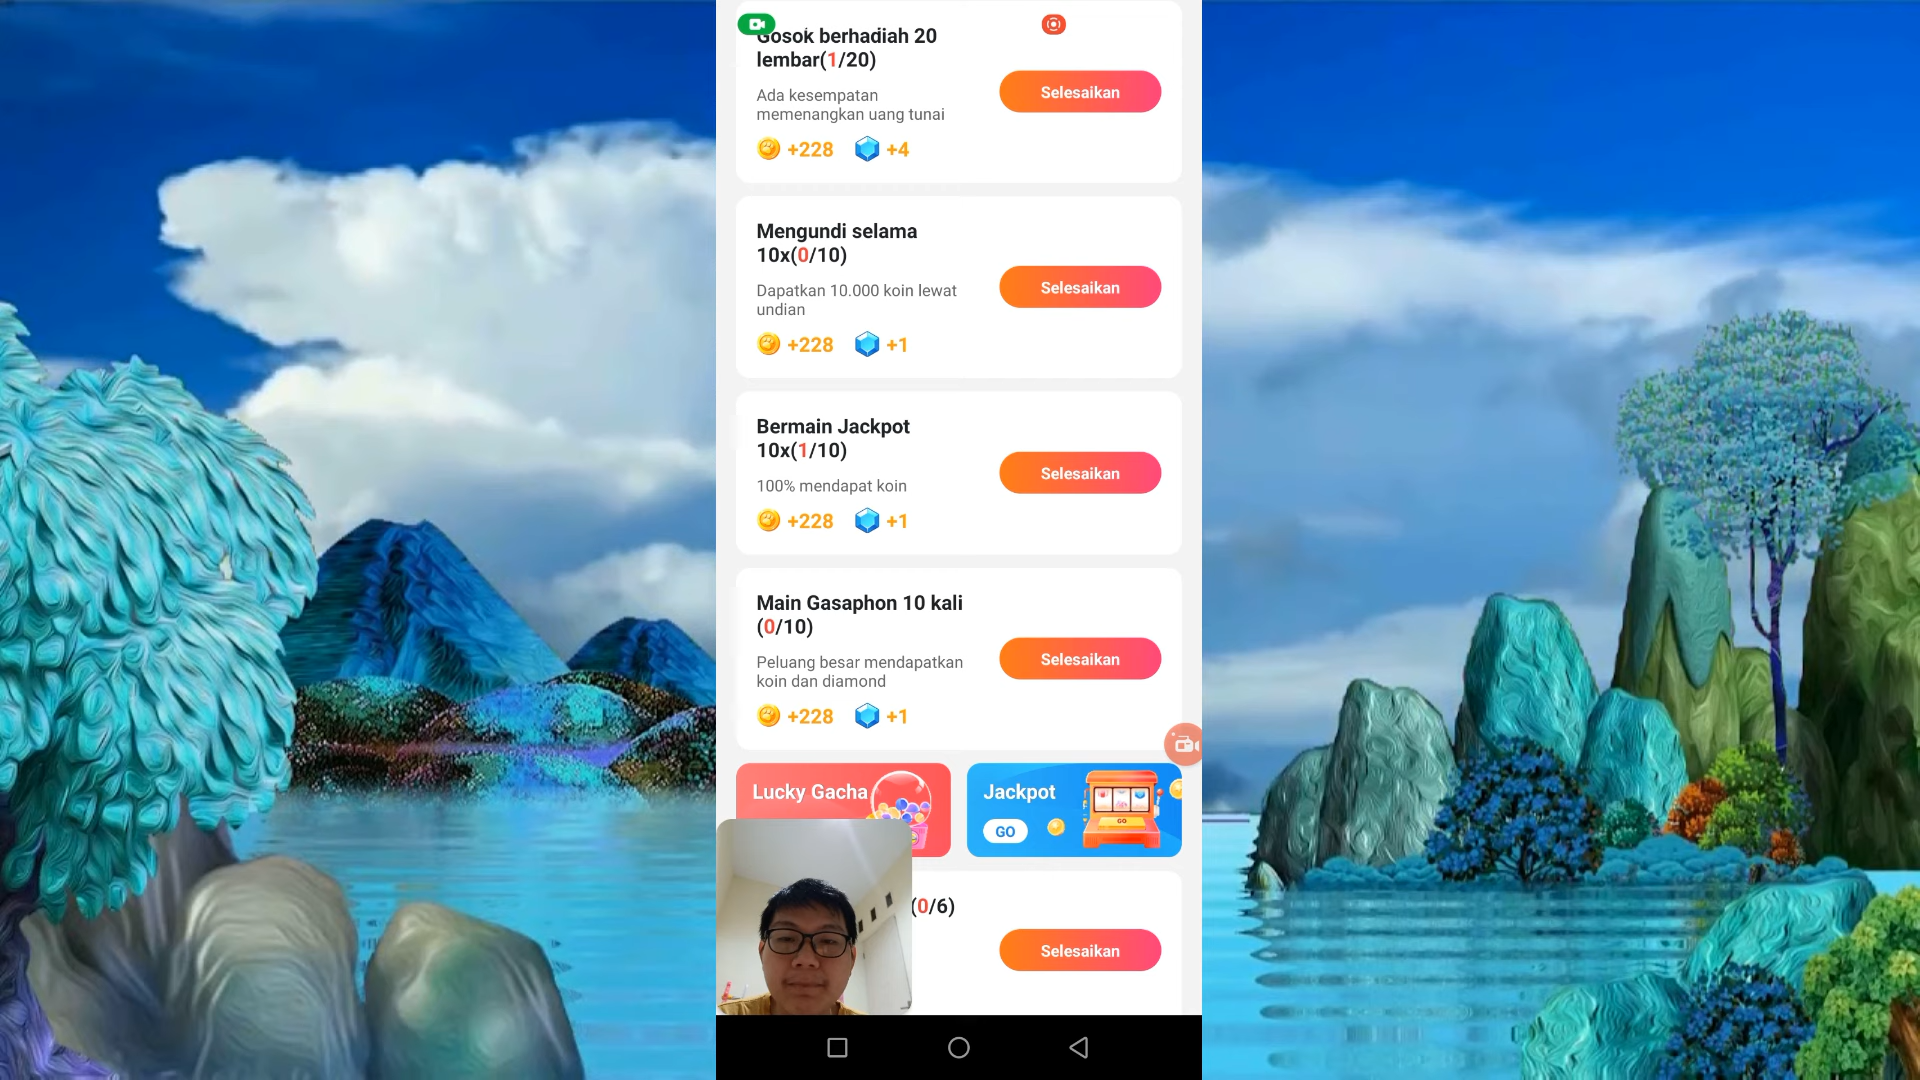 Gosok berhadiah 20
lembar(1/20)
Ada kesempatan
memenangkan uang tunai
+228 +4
Selesaikan
Mengundi selama
10x(0/10)
Dapatkan 10.000 koin lewat
undian
+228 +1
Selesaikan
Bermain Jackpot
10x(1/10)
100% mendapat koin
+228 +1
Selesaikan
Main Gasaphon 10 kali
(0/10)
Peluang besar mendapatkan
koin dan diamond
+228 +1
Selesaikan
Lucky Gacha
Jackpot
GO
GO
(0/6)
Selesaikan